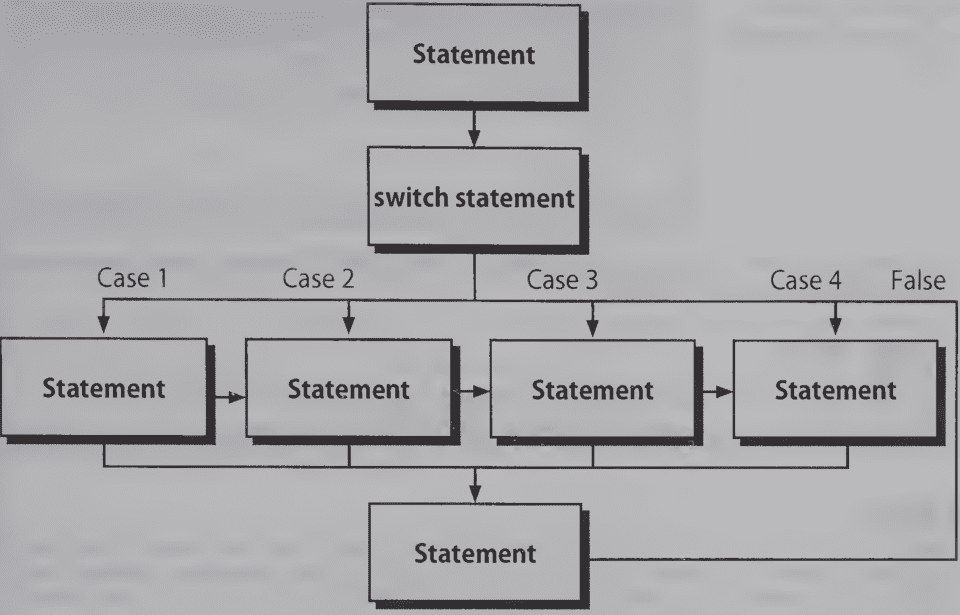 Statement
switch statement
Case 1
Case 2
Case 3
Case 4
False
Statement
Statement
Statement
Statement
Statement